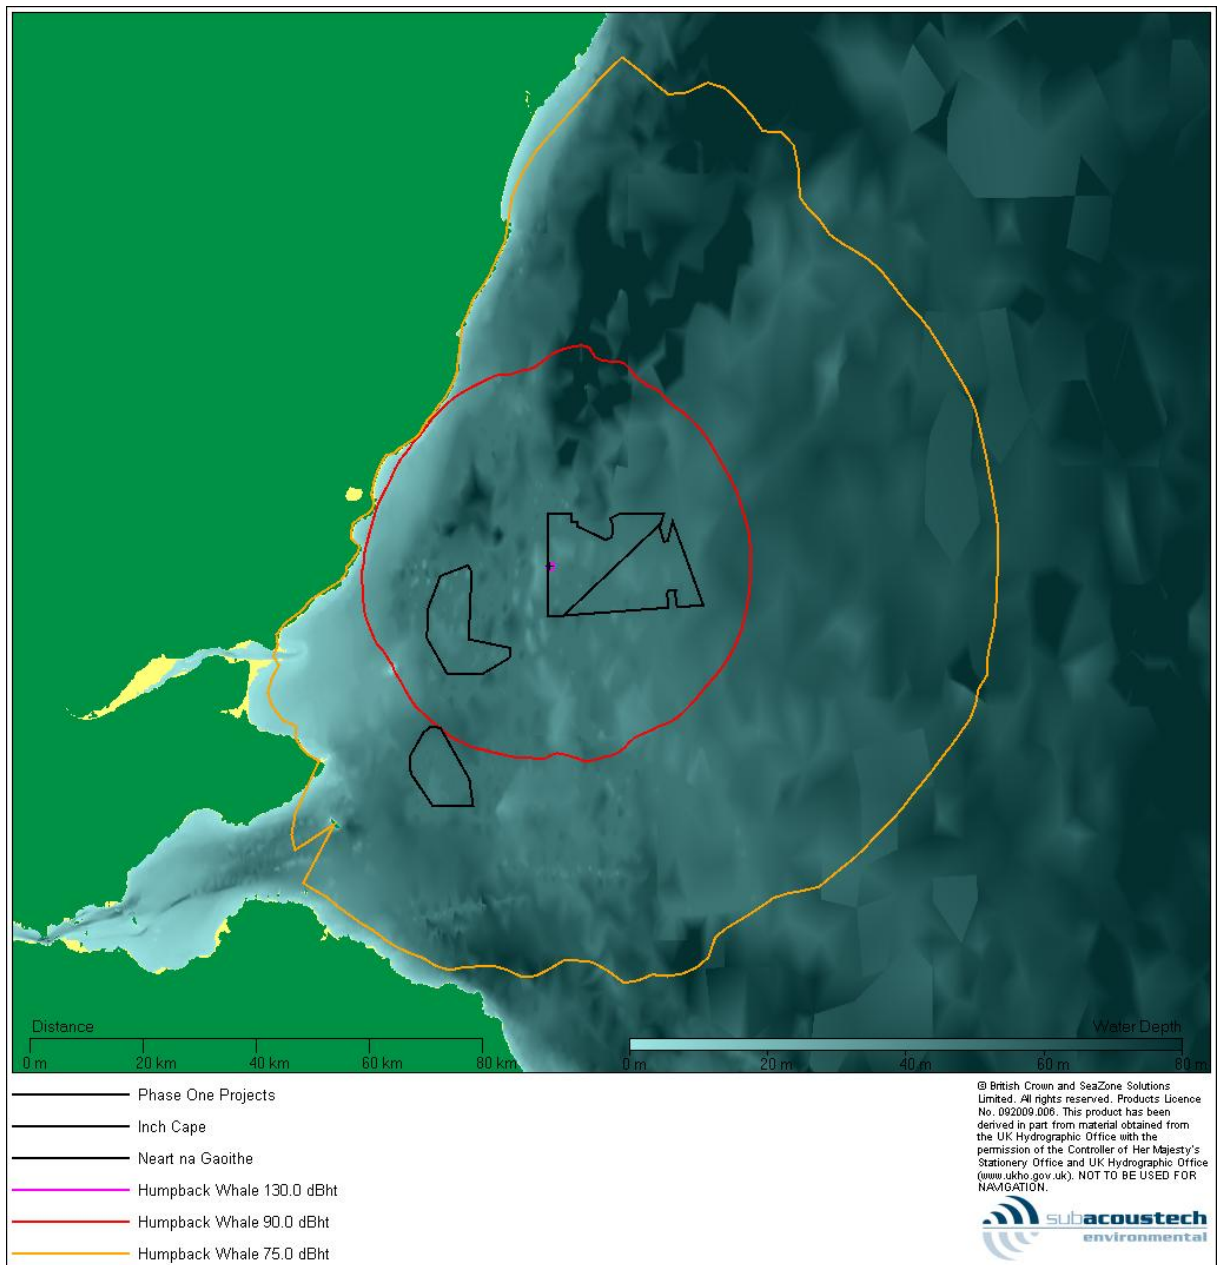 Distance
0 m 20 km 40 km 60 km 80 km
Water Depth
0 m 20 m 40 m 60 m 80 m
Phase One Projects
Inch Cape
Neart na Gaoithe
Humpback Whale 130.0 dBht
Humpback Whale 90.0 dBht
Humpback Whale 75.0 dBht
© British Crown and SeaZone Solutions
Limited. All rights reserved. Products Licence
No. 092009.006. This product has been
derived in part from material obtained from
the UK Hydrographic Office with the
permission of the Controller of Her Majesty's
Stationery Office and UK Hydrographic Office
(www.ukho.gov.uk). NOT TO BE USED FOR
NAVIGATION.
subacoustech
environmental